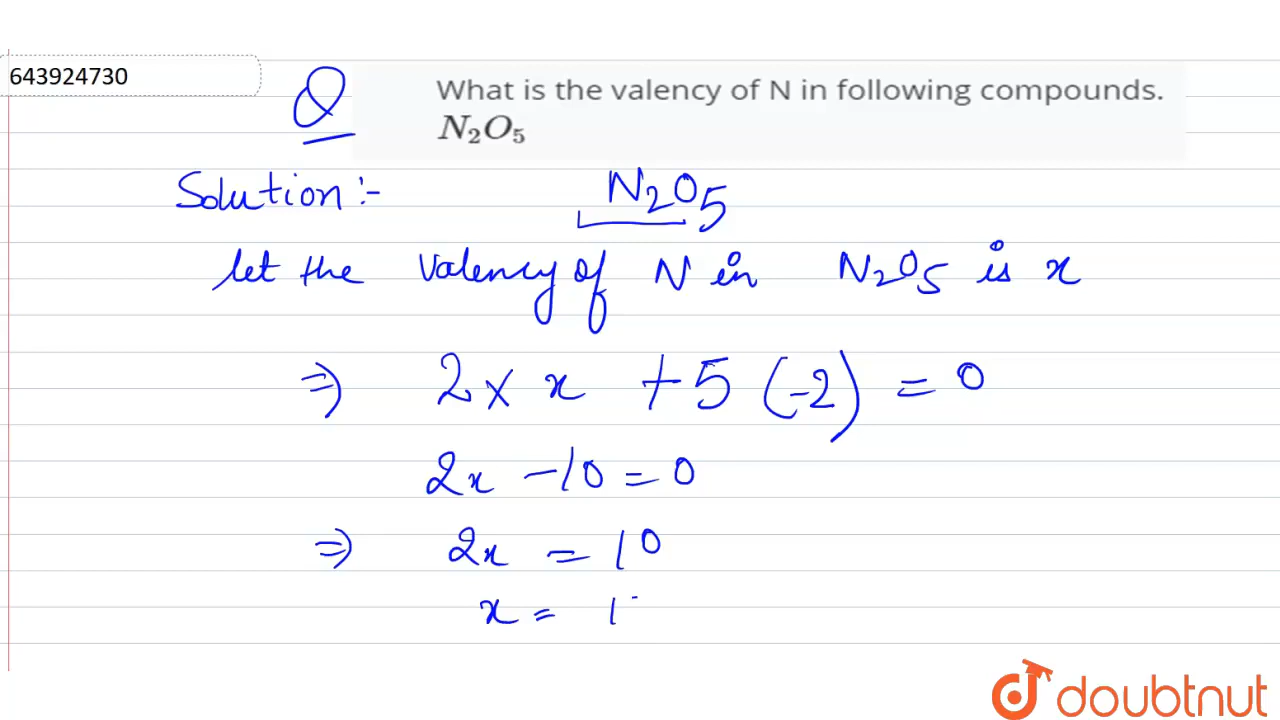 643924730
Q
What is the valency of N in following compounds.
N₂O₅
Solution :- N₂O₅
let the valency of N in N₂O₅ is x
⇒ 2 × x + 5 (-2) = 0
2x - 10 = 0
⇒ 2x = 10
x = 1
doubtnut